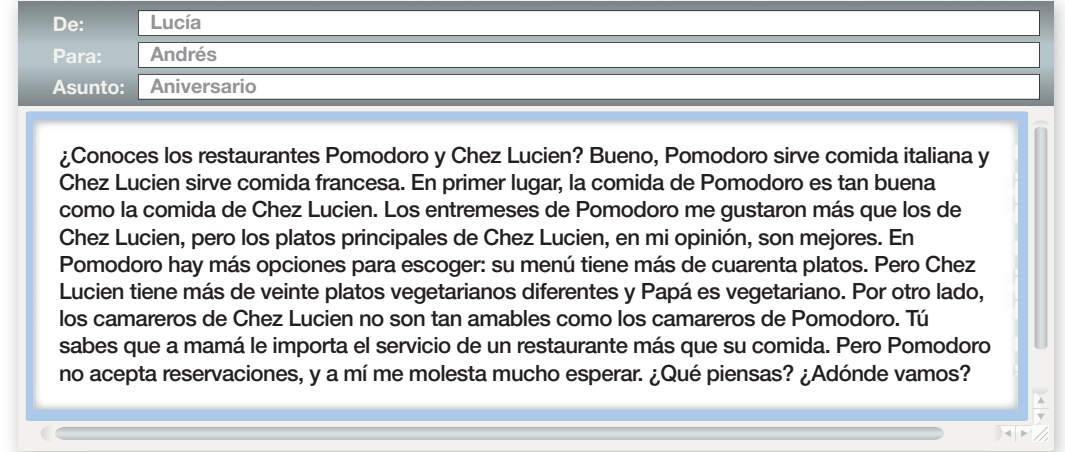 De: Lucía
Para: Andrés
Asunto: Aniversario
¿Conoces los restaurantes Pomodoro y Chez Lucien? Bueno, Pomodoro sirve comida italiana y
Chez Lucien sirve comida francesa. En primer lugar, la comida de Pomodoro es tan buena
como la comida de Chez Lucien. Los entremeses de Pomodoro me gustaron más que los de
Chez Lucien, pero los platos principales de Chez Lucien, en mi opinión, son mejores. En
Pomodoro hay más opciones para escoger: su menú tiene más de cuarenta platos. Pero Chez
Lucien tiene más de veinte platos vegetarianos diferentes y Papá es vegetariano. Por otro lado,
los camareros de Chez Lucien no son tan amables como los camareros de Pomodoro. Tú
sabes que a mamá le importa el servicio de un restaurante más que su comida. Pero Pomodoro
no acepta reservaciones, y a mí me molesta mucho esperar. ¿Qué piensas? ¿Adónde vamos?